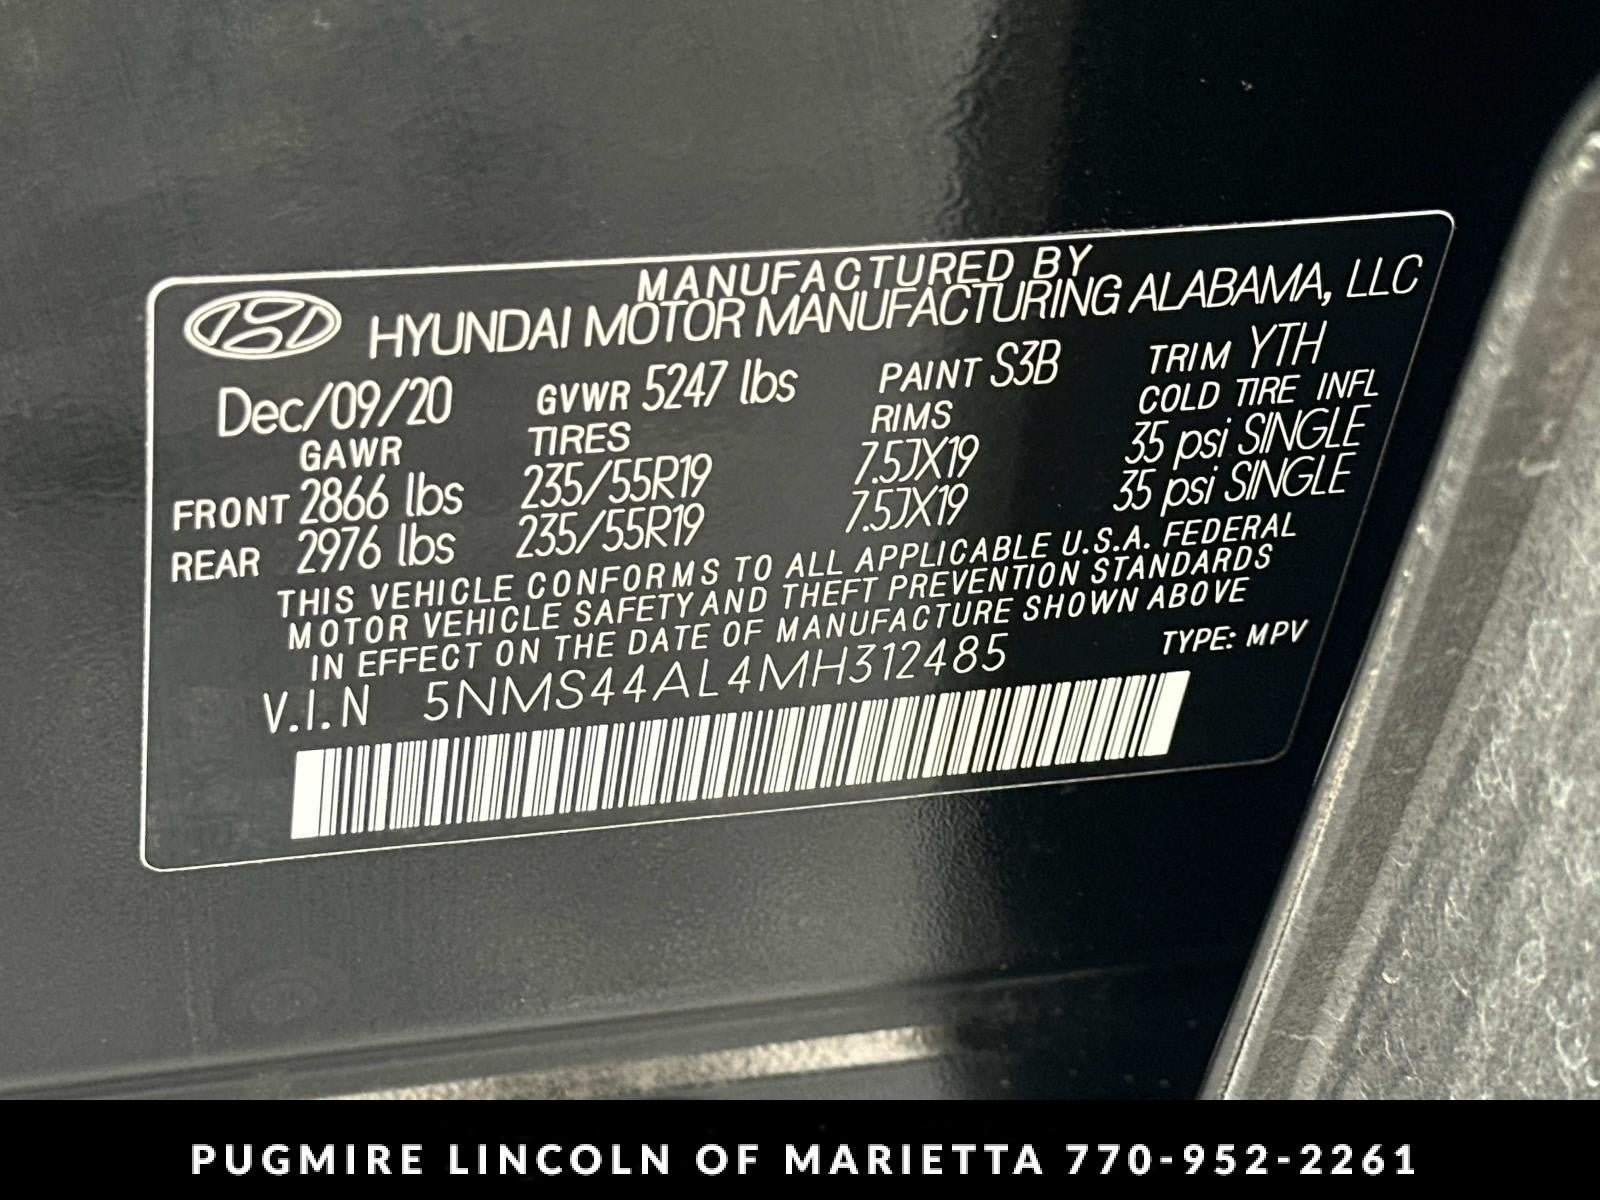 MANUFACTURED BY
HYUNDAI MOTOR MANUFACTURING ALABAMA, LLC
Dec/09/20 GVWR 5247 lbs PAINT S3B TRIM YTH
GAWR TIRES RIMS COLD TIRE INFL
FRONT 2866 lbs 235/55R19 7.5JX19 35 psi SINGLE
REAR 2976 lbs 235/55R19 7.5JX19 35 psi SINGLE
THIS VEHICLE CONFORMS TO ALL APPLICABLE U.S.A. FEDERAL
MOTOR VEHICLE SAFETY AND THEFT PREVENTION STANDARDS
IN EFFECT ON THE DATE OF MANUFACTURE SHOWN ABOVE
V.I.N 5NMS44AL4MH312485 TYPE: MPV
PUGMIRE LINCOLN OF MARIETTA 770-952-2261